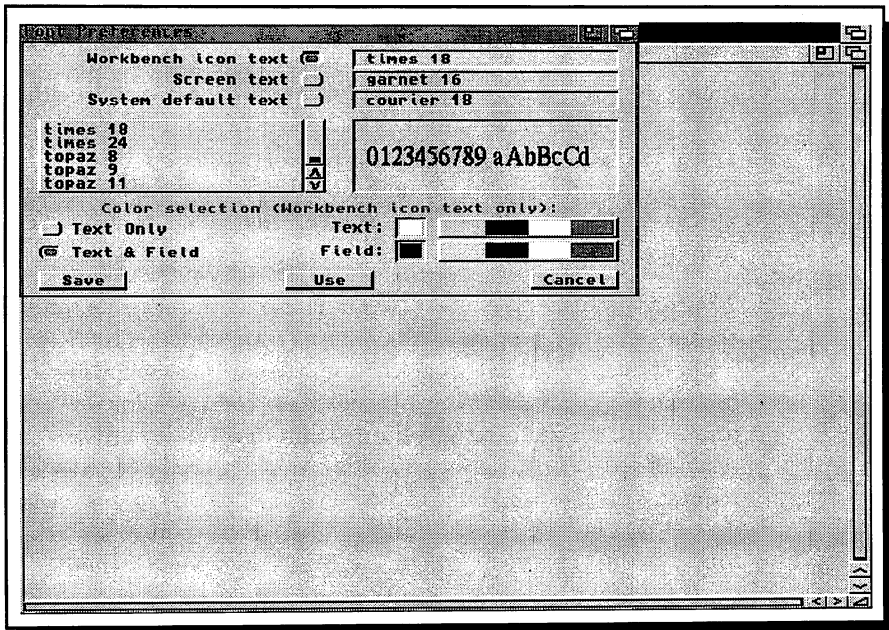 Font Preferences
Workbench icon text times 18
Screen text garnet 16
System default text courier 18
times 18
times 24
topaz 8
topaz 9
topaz 11
0123456789 aAbBcCd
Color selection (Workbench icon text only):
Text Only Text:
Text & Field Field:
Save Use Cancel